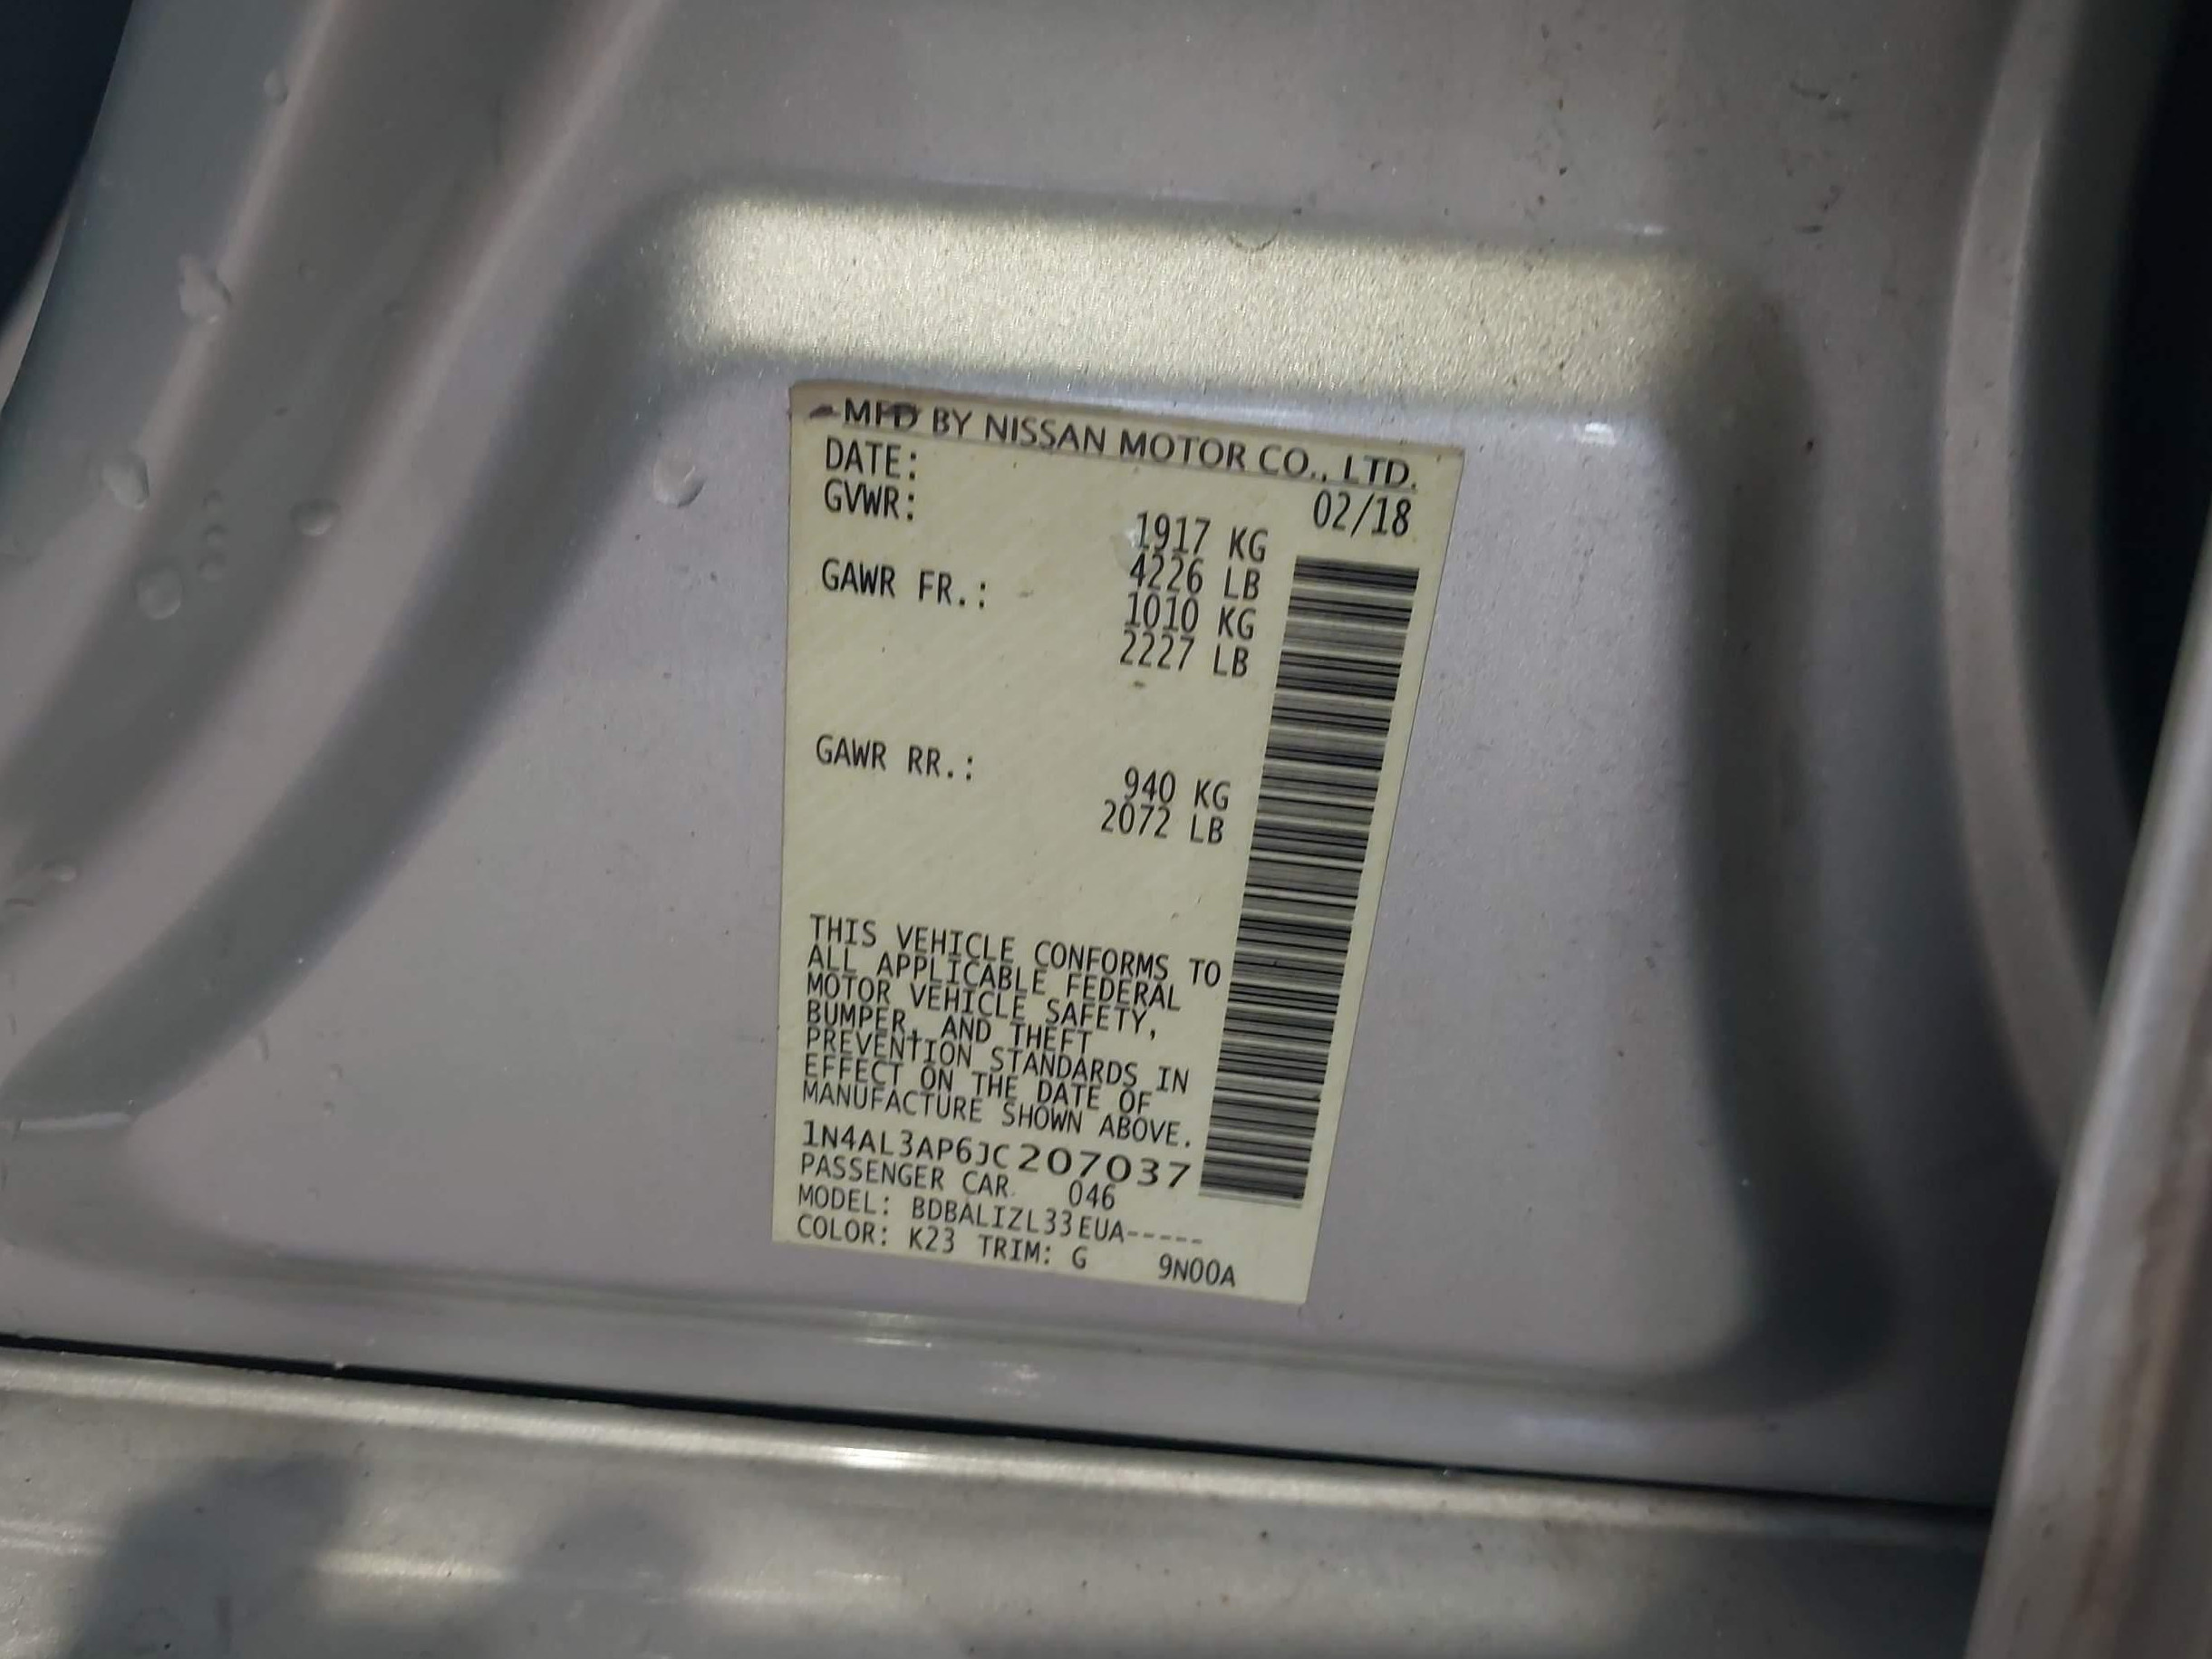 MFD BY NISSAN MOTOR CO., LTD.
DATE: 02/18
GVWR: 1917 KG
4226 LB
GAWR FR.: 1010 KG
2227 LB
GAWR RR.: 940 KG
2072 LB
THIS VEHICLE CONFORMS TO
ALL APPLICABLE FEDERAL
MOTOR VEHICLE SAFETY,
BUMPER, AND THEFT
PREVENTION STANDARDS IN
EFFECT ON THE DATE OF
MANUFACTURE SHOWN ABOVE.
1N4AL3AP6JC207037
PASSENGER CAR 046
MODEL: BDBALIZL33EUA-----
COLOR: K23 TRIM: G 9N00A